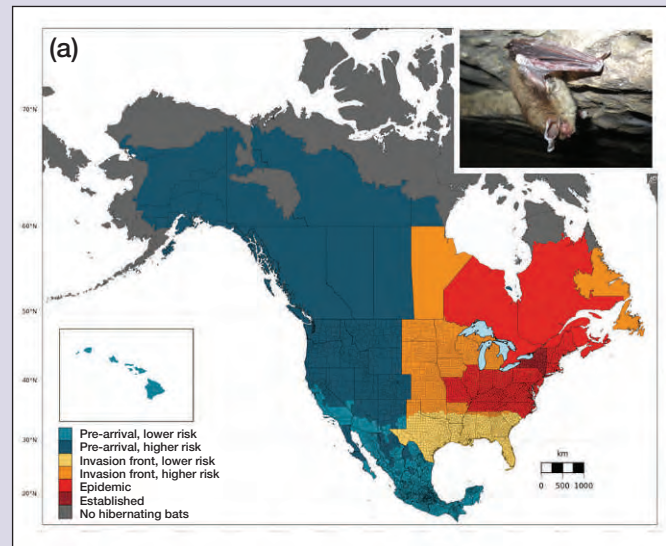 (a)
70°N
60°N
50°N
40°N
30°N
20°N
Pre-arrival, lower risk
Pre-arrival, higher risk
Invasion front, lower risk
Invasion front, higher risk
Epidemic
Established
No hibernating bats
km
0 500 1000